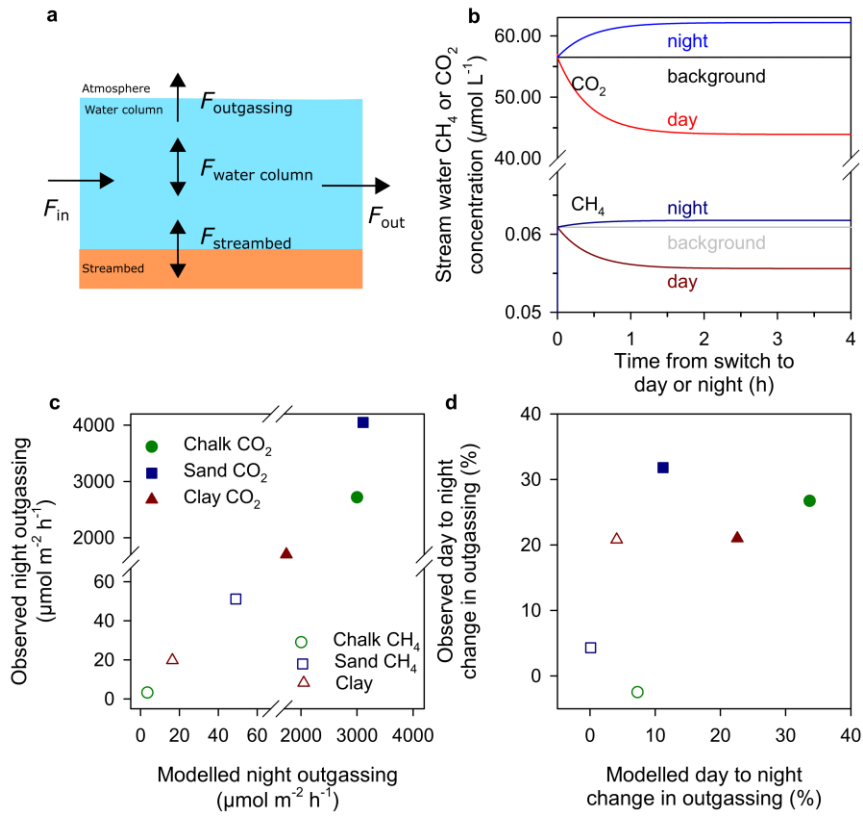 a
Atmosphere
Water column
F outgassing
F water column
F in
F out
F streambed
Streambed
b
Stream water CH₄ or CO₂
concentration (µmol L⁻¹)
60.00
50.00
40.00
0.06
0.05
night
background
CO₂
day
CH₄
night
background
day
0
1
2
3
4
Time from switch to
day or night (h)
c
Observed night outgassing
(µmol m⁻² h⁻¹)
4000
3000
2000
60
40
20
0
Chalk CO₂
Sand CO₂
Clay CO₂
Chalk CH₄
Sand CH₄
Clay
0
20
40
60
2000
3000
4000
Modelled night outgassing
(µmol m⁻² h⁻¹)
d
Observed day to night
change in outgassing (%)
40
30
20
10
0
0
10
20
30
40
Modelled day to night
change in outgassing (%)